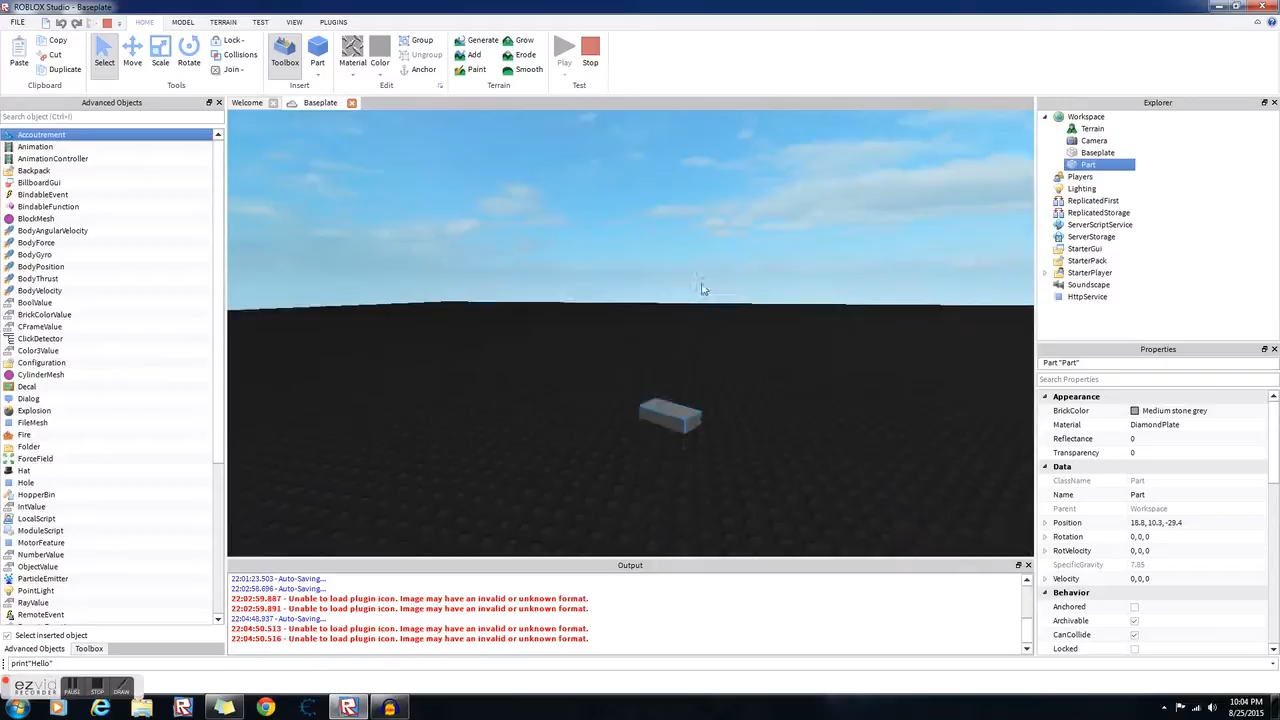 ROBLOX Studio - Baseplate
FILE
HOME MODEL TERRAIN TEST VIEW PLUGINS
Copy
Cut
Paste Duplicate
Clipboard
Select Move Scale Rotate
Lock
Collisions
Join
Tools
Toolbox Part
Insert
Material Color
Group
Ungroup
Anchor
Edit
Generate Grow
Add Erode
Paint Smooth
Terrain
Play Stop
Test
Advanced Objects
Search object (Ctrl+I)
Accoutrement
Animation
AnimationController
Backpack
BillboardGui
BindableEvent
BindableFunction
BlockMesh
BodyAngularVelocity
BodyForce
BodyGyro
BodyPosition
BodyThrust
BodyVelocity
BoolValue
BrickColorValue
CFrameValue
ClickDetector
Color3Value
Configuration
CylinderMesh
Decal
Dialog
Explosion
FileMesh
Fire
Folder
ForceField
Hat
Hole
HopperBin
IntValue
LocalScript
ModuleScript
MotorFeature
NumberValue
ObjectValue
ParticleEmitter
PointLight
RayValue
RemoteEvent
Select inserted object
Advanced Objects Toolbox
Welcome Baseplate
Output
22:01:23.503 - Auto-Saving...
22:02:58.696 - Auto-Saving...
22:02:59.887 - Unable to load plugin icon. Image may have an invalid or unknown format.
22:02:59.891 - Unable to load plugin icon. Image may have an invalid or unknown format.
22:04:48.937 - Auto-Saving...
22:04:50.513 - Unable to load plugin icon. Image may have an invalid or unknown format.
22:04:50.516 - Unable to load plugin icon. Image may have an invalid or unknown format.
Explorer
Workspace
Terrain
Camera
Baseplate
Part
Players
Lighting
ReplicatedFirst
ReplicatedStorage
ServerScriptService
ServerStorage
StarterGui
StarterPack
StarterPlayer
Soundscape
HttpService
Properties
Part "Part"
Search Properties
Appearance
BrickColor Medium stone grey
Material DiamondPlate
Reflectance 0
Transparency 0
Data
ClassName Part
Name Part
Parent Workspace
Position 18.8, 10.3, -29.4
Rotation 0, 0, 0
RotVelocity 0, 0, 0
SpecificGravity 7.85
Velocity 0, 0, 0
Behavior
Anchored
Archivable
CanCollide
Locked
print"Hello"
ezvid
RECORDER
PAUSE STOP DRAW
10:04 PM
8/25/2015